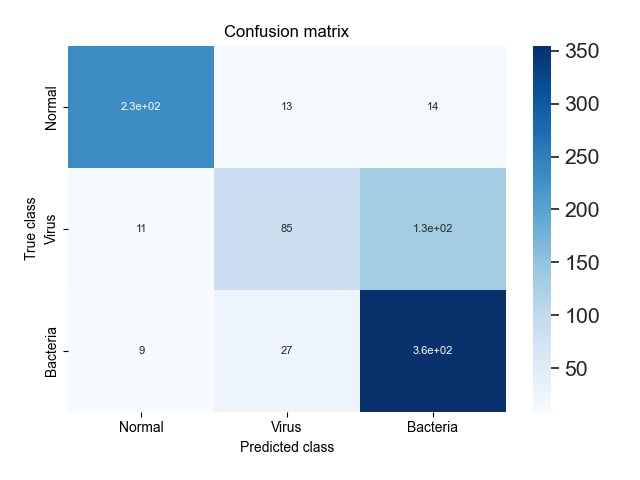 Confusion matrix
True class
Normal
2.3e+02
13
14
Virus
11
85
1.3e+02
Bacteria
9
27
3.6e+02
Normal
Virus
Bacteria
Predicted class
350
300
250
200
150
100
50